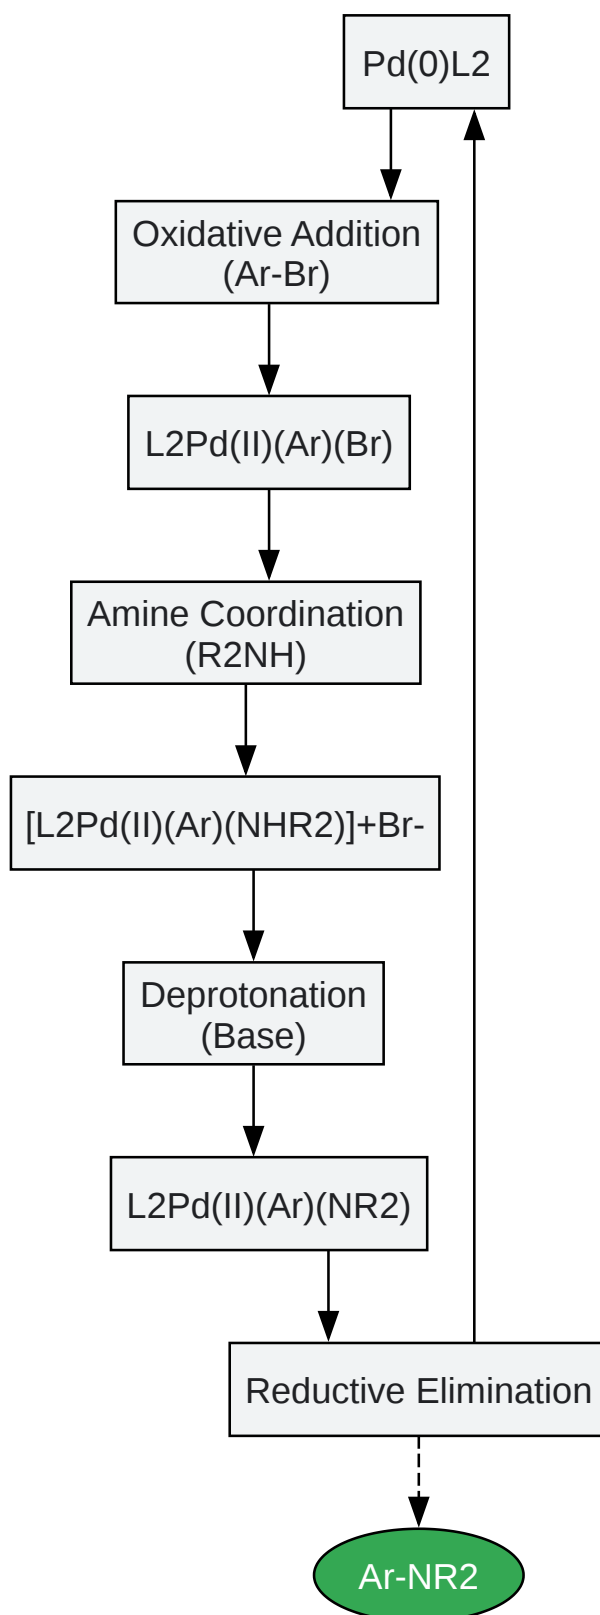 Pd(0)L2
Oxidative Addition
(Ar-Br)
L2Pd(II)(Ar)(Br)
Amine Coordination
(R2NH)
[L2Pd(II)(Ar)(NHR2)]+Br-
Deprotonation
(Base)
L2Pd(II)(Ar)(NR2)
Reductive Elimination
Ar-NR2